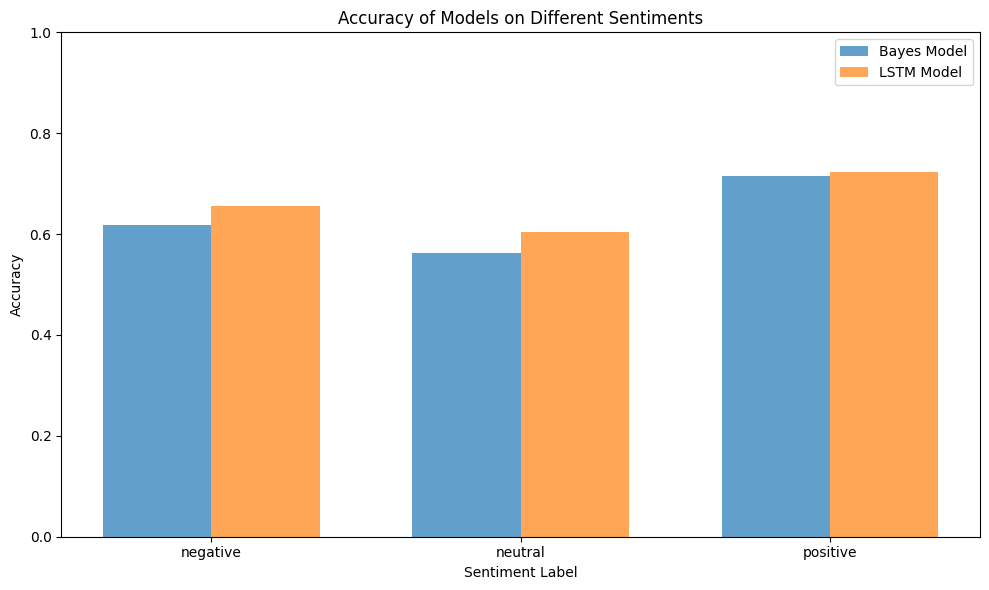 Accuracy of Models on Different Sentiments
Bayes Model
LSTM Model
1.0
0.8
0.6
0.4
0.2
0.0
Accuracy
negative
neutral
positive
Sentiment Label